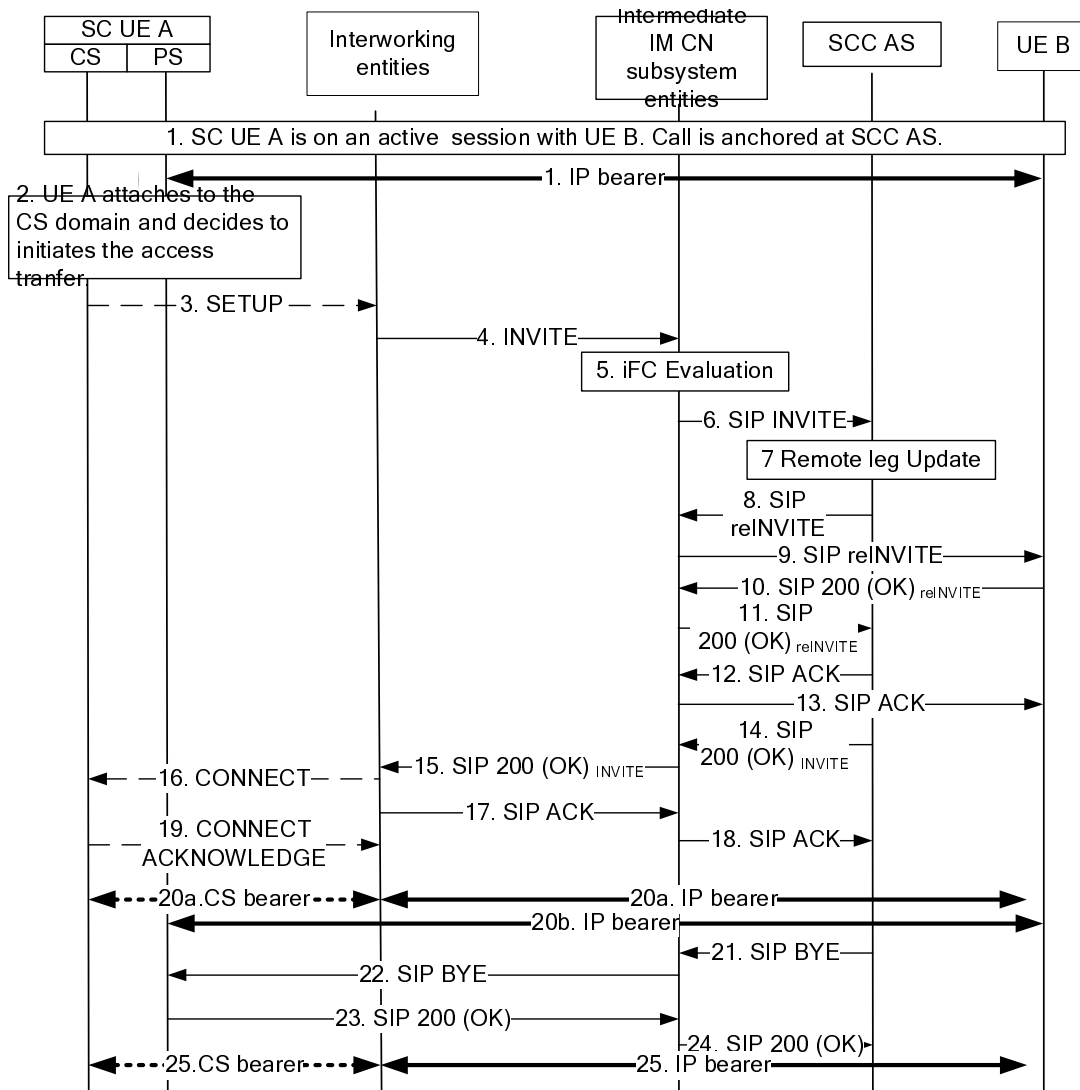 SC UE A
CS
PS
Interworking
entities
Intermediate
IM CN
subsystem
entities
SCC AS
UE B
1. SC UE A is on an active session with UE B. Call is anchored at SCC AS.
1. IP bearer
2. UE A attaches to the
CS domain and decides to
initiates the access
tranfer.
3. SETUP
4. INVITE
5. iFC Evaluation
6. SIP INVITE
7 Remote leg Update
8. SIP
reINVITE
9. SIP reINVITE
10. SIP 200 (OK) reINVITE
11. SIP
200 (OK) reINVITE
12. SIP ACK
13. SIP ACK
14. SIP
200 (OK) INVITE
15. SIP 200 (OK) INVITE
16. CONNECT
17. SIP ACK
18. SIP ACK
19. CONNECT
ACKNOWLEDGE
20a.CS bearer
20a. IP bearer
20b. IP bearer
21. SIP BYE
22. SIP BYE
23. SIP 200 (OK)
24. SIP 200 (OK)
25.CS bearer
25. IP bearer